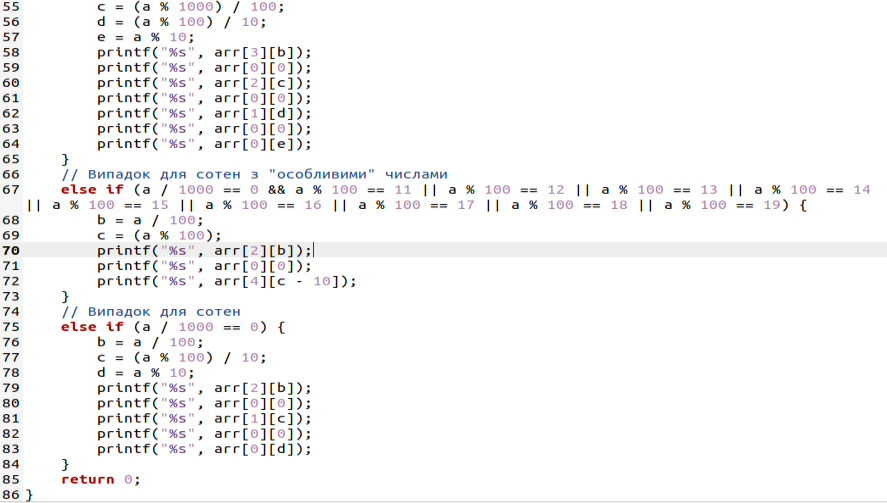 55 c = (a % 1000) / 100;
56 d = (a % 100) / 10;
57 e = a % 10;
58 printf("%s", arr[3][b]);
59 printf("%s", arr[0][0]);
60 printf("%s", arr[2][c]);
61 printf("%s", arr[0][0]);
62 printf("%s", arr[1][d]);
63 printf("%s", arr[0][0]);
64 printf("%s", arr[0][e]);
65 }
66 // Випадок для сотен з "особливими" числами
67 else if (a / 1000 == 0 && a % 100 == 11 || a % 100 == 12 || a % 100 == 13 || a % 100 == 14
|| a % 100 == 15 || a % 100 == 16 || a % 100 == 17 || a % 100 == 18 || a % 100 == 19) {
68 b = a / 100;
69 c = (a % 100);
70 printf("%s", arr[2][b]);
71 printf("%s", arr[0][0]);
72 printf("%s", arr[4][c - 10]);
73 }
74 // Випадок для сотен
75 else if (a / 1000 == 0) {
76 b = a / 100;
77 c = (a % 100) / 10;
78 d = a % 10;
79 printf("%s", arr[2][b]);
80 printf("%s", arr[0][0]);
81 printf("%s", arr[1][c]);
82 printf("%s", arr[0][0]);
83 printf("%s", arr[0][d]);
84 }
85 return 0;
86 }